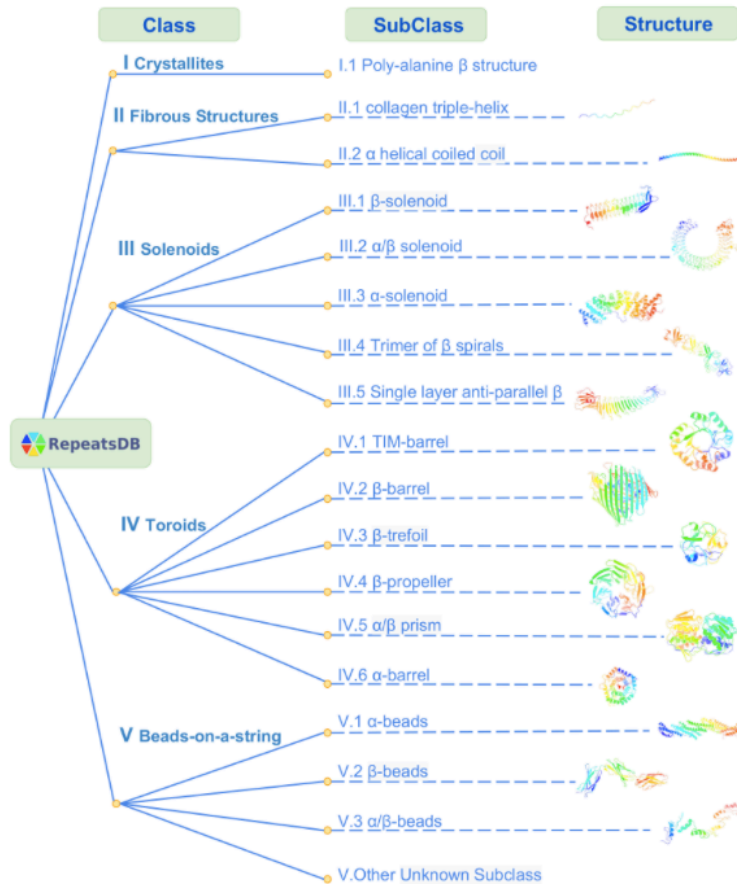 Class
SubClass
Structure
I Crystallites
I.1 Poly-alanine β structure
II Fibrous Structures
II.1 collagen triple-helix
II.2 α helical coiled coil
III Solenoids
III.1 β-solenoid
III.2 α/β solenoid
III.3 α-solenoid
III.4 Trimer of β spirals
III.5 Single layer anti-parallel β
RepeatsDB
IV Toroids
IV.1 TIM-barrel
IV.2 β-barrel
IV.3 β-trefoil
IV.4 β-propeller
IV.5 α/β prism
IV.6 α-barrel
V Beads-on-a-string
V.1 α-beads
V.2 β-beads
V.3 α/β-beads
V.Other Unknown Subclass